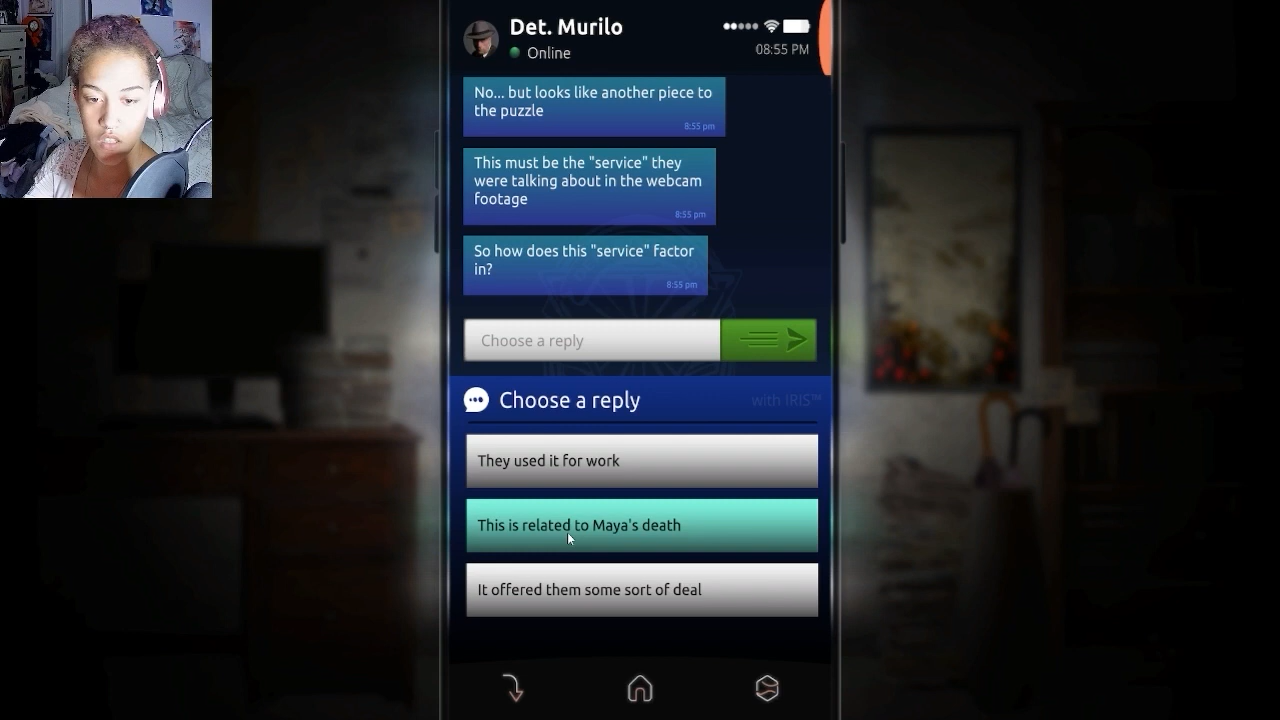 Det. Murilo
Online
08:55 PM
No... but looks like another piece to
the puzzle
8:55 pm
This must be the "service" they
were talking about in the webcam
footage
8:55 pm
So how does this "service" factor
in?
8:55 pm
Choose a reply
Choose a reply
with IRIS™
They used it for work
This is related to Maya's death
It offered them some sort of deal